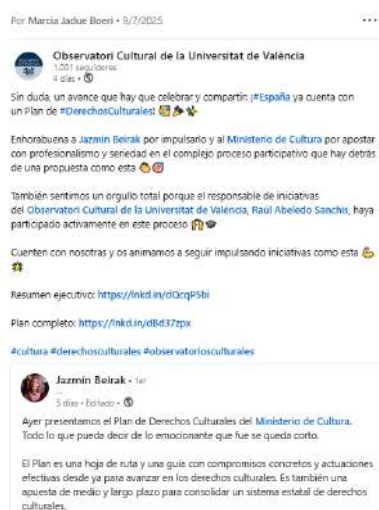 Por Marcia Jadue Boeri • 9/7/2025
Observatori Cultural de la Universitat de València
1.001 seguidores
4 días •
Sin duda, un avance que hay que celebrar y compartir: ¡#España ya cuenta con
un Plan de #DerechosCulturales!
Enhorabuena a Jazmín Beirak por impulsarlo y al Ministerio de Cultura por apostar
con profesionalismo y seriedad en el complejo proceso participativo que hay detrás
de una propuesta como esta
También sentimos un orgullo total porque el responsable de iniciativas
del Observatori Cultural de la Universitat de València, Raúl Abeledo Sanchis, haya
participado activamente en este proceso
Cuenten con nosotras y os animamos a seguir impulsando iniciativas como esta
Resumen ejecutivo: https://lnkd.in/dQcqP5bi
Plan completo: https://lnkd.in/dBd37zpx
#cultura #derechosculturales #observatoriosculturales
Jazmín Beirak • 1er
5 días • Editado •
Ayer presentamos el Plan de Derechos Culturales del Ministerio de Cultura.
Todo lo que pueda decir de lo emocionante que fue se queda corto.
El Plan es una hoja de ruta y una guía con compromisos concretos y actuaciones
efectivas desde ya para avanzar en los derechos culturales. Es también una
apuesta de medio y largo plazo para consolidar un sistema estatal de derechos
culturales.